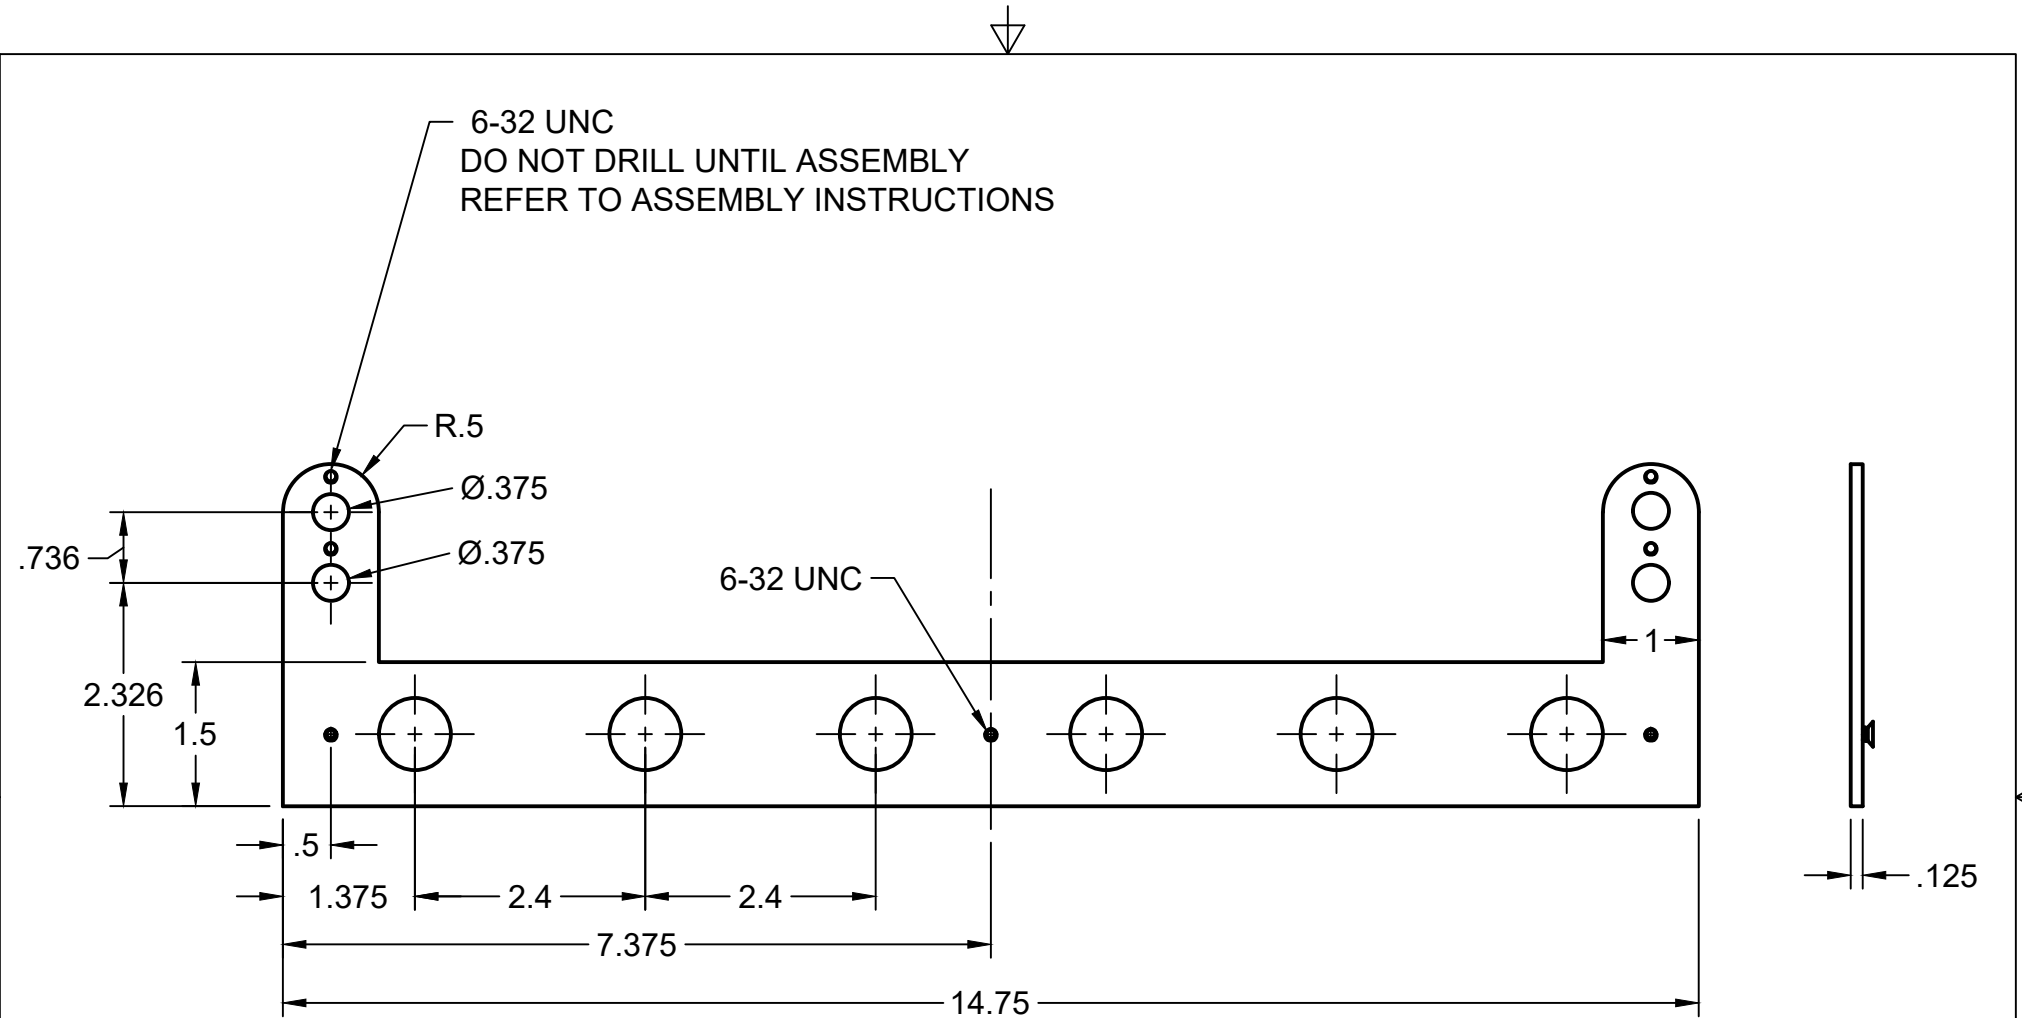 6-32 UNC
DO NOT DRILL UNTIL ASSEMBLY
REFER TO ASSEMBLY INSTRUCTIONS
R.5
Ø.375
.736
Ø.375
6-32 UNC
1
2.326
1.5
.5
1.375
2.4
2.4
.125
7.375
14.75